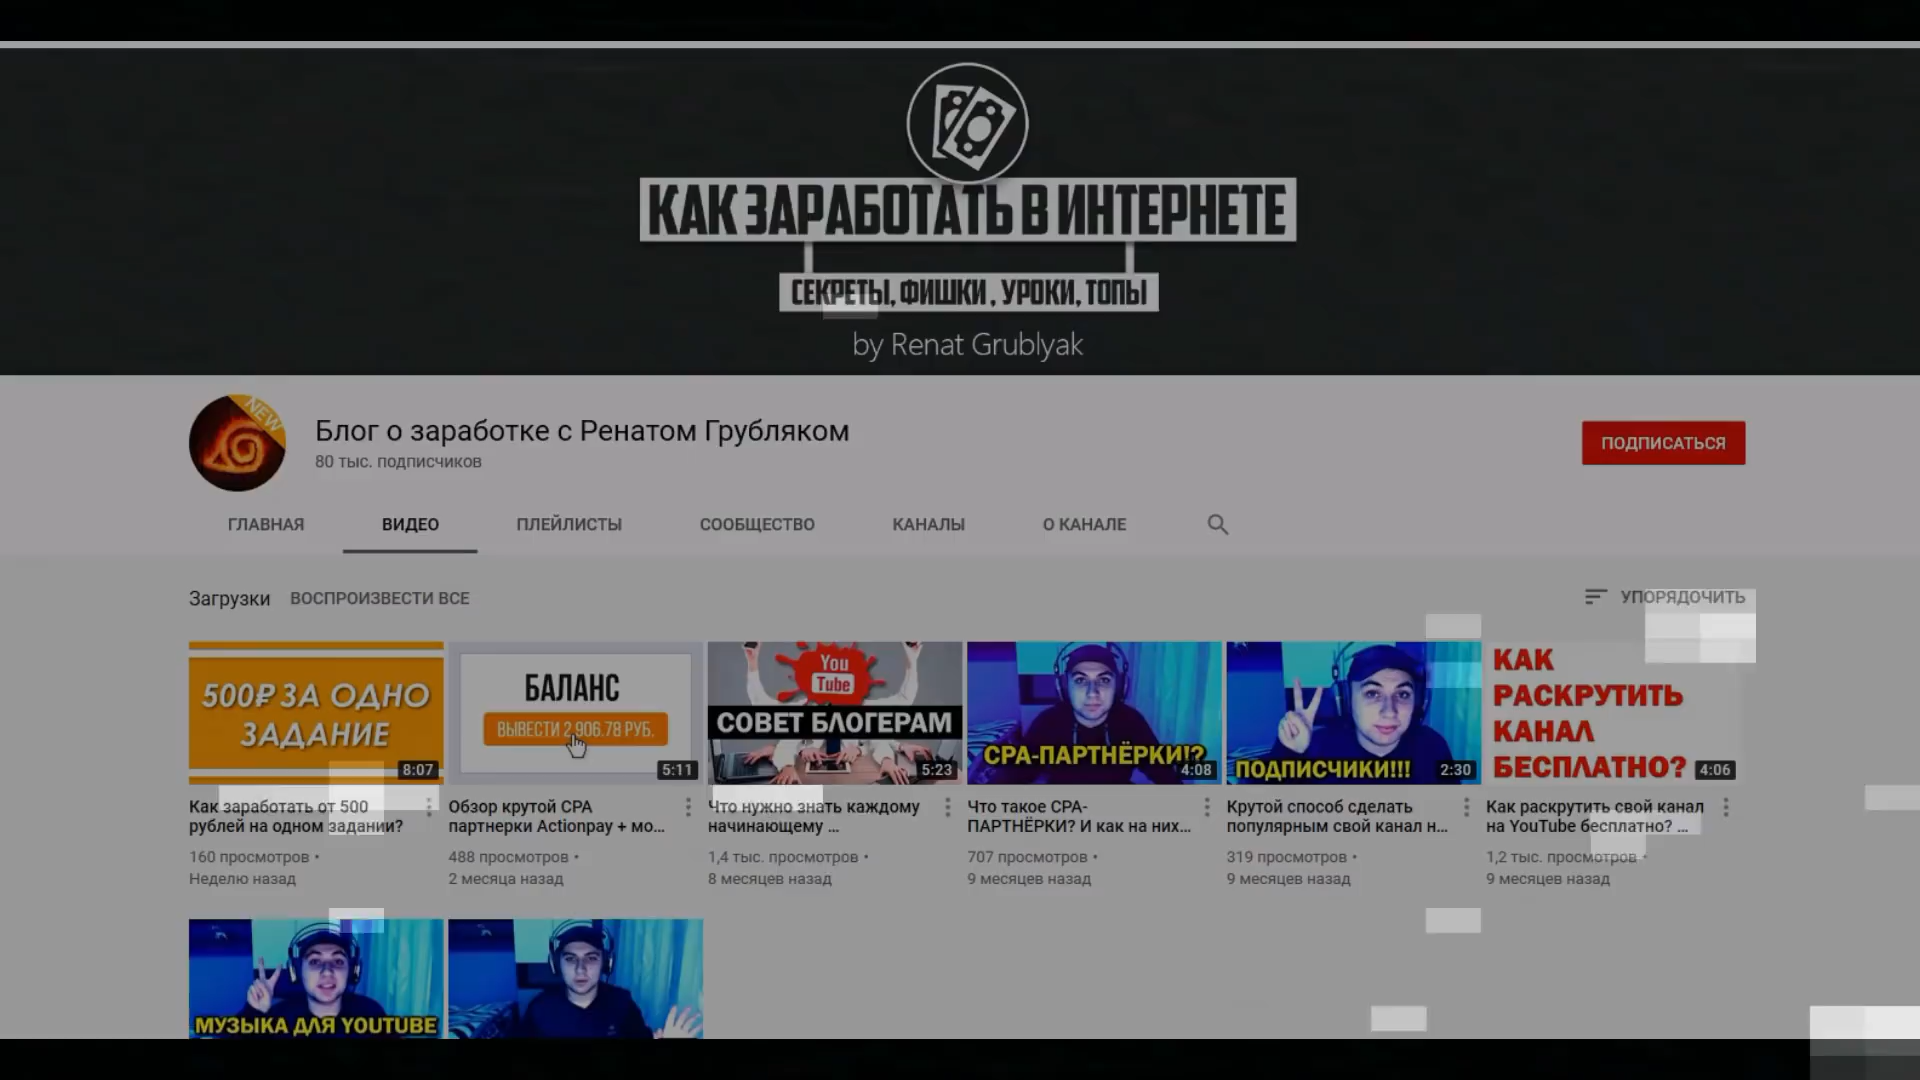 КАК ЗАРАБОТАТЬ В ИНТЕРНЕТЕ
СЕКРЕТЫ, ФИШКИ, УРОКИ, ТОПЫ
by Renat Grublyak
NEW
Блог о заработке с Ренатом Грубляком
80 тыс. подписчиков
ПОДПИСАТЬСЯ
ГЛАВНАЯ ВИДЕО ПЛЕЙЛИСТЫ СООБЩЕСТВО КАНАЛЫ О КАНАЛЕ
Загрузки ВОСПРОИЗВЕСТИ ВСЕ
УПОРЯДОЧИТЬ
500₽ ЗА ОДНО
ЗАДАНИЕ
8:07
Как заработать от 500
рублей на одном задании?
160 просмотров •
Неделю назад
БАЛАНС
ВЫВЕСТИ 2 906.78 РУБ.
5:11
Обзор крутой CPA
партнерки Actionpay + мо...
488 просмотров •
2 месяца назад
You
Tube
СОВЕТ БЛОГЕРАМ
5:23
Что нужно знать каждому
начинающему ...
1,4 тыс. просмотров •
8 месяцев назад
CPA-ПАРТНЁРКИ!?
4:08
Что такое CPA-
ПАРТНЁРКИ? И как на них...
707 просмотров •
9 месяцев назад
ПОДПИСЧИКИ!!!
2:30
Крутой способ сделать
популярным свой канал н...
319 просмотров •
9 месяцев назад
КАК
РАСКРУТИТЬ
КАНАЛ
БЕСПЛАТНО?
4:06
Как раскрутить свой канал
на YouTube бесплатно? ...
1,2 тыс. просмотров •
9 месяцев назад
МУЗЫКА ДЛЯ YOUTUBE